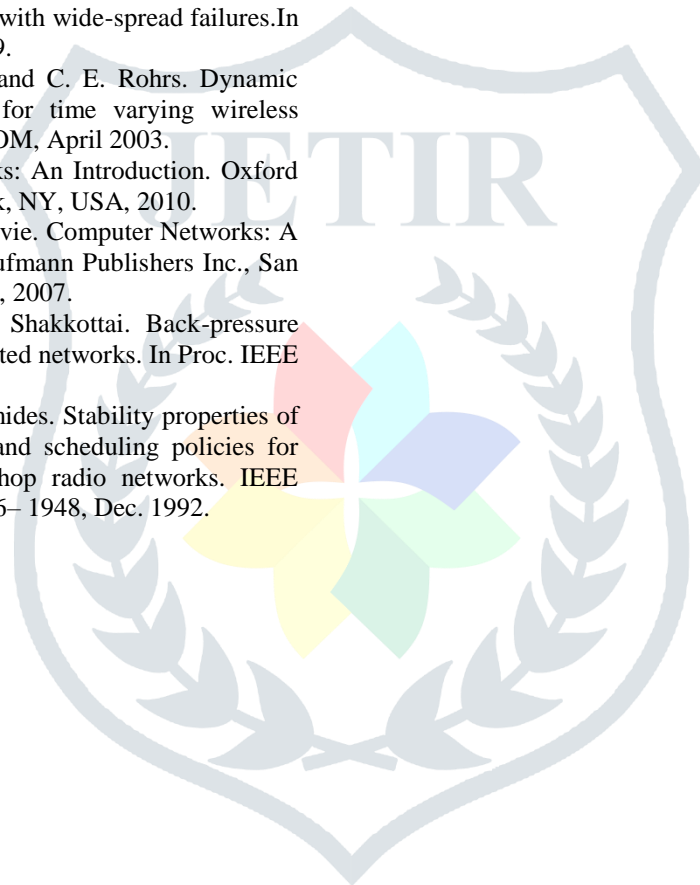 with wide-spread failures.In
9.
and C. E. Rohrs. Dynamic
for time varying wireless
OM, April 2003.
ks: An Introduction. Oxford
k, NY, USA, 2010.
vie. Computer Networks: A
ufmann Publishers Inc., San
, 2007.
Shakkottai. Back-pressure
ted networks. In Proc. IEEE
nides. Stability properties of
and scheduling policies for
hop radio networks. IEEE
6– 1948, Dec. 1992.
JETIR